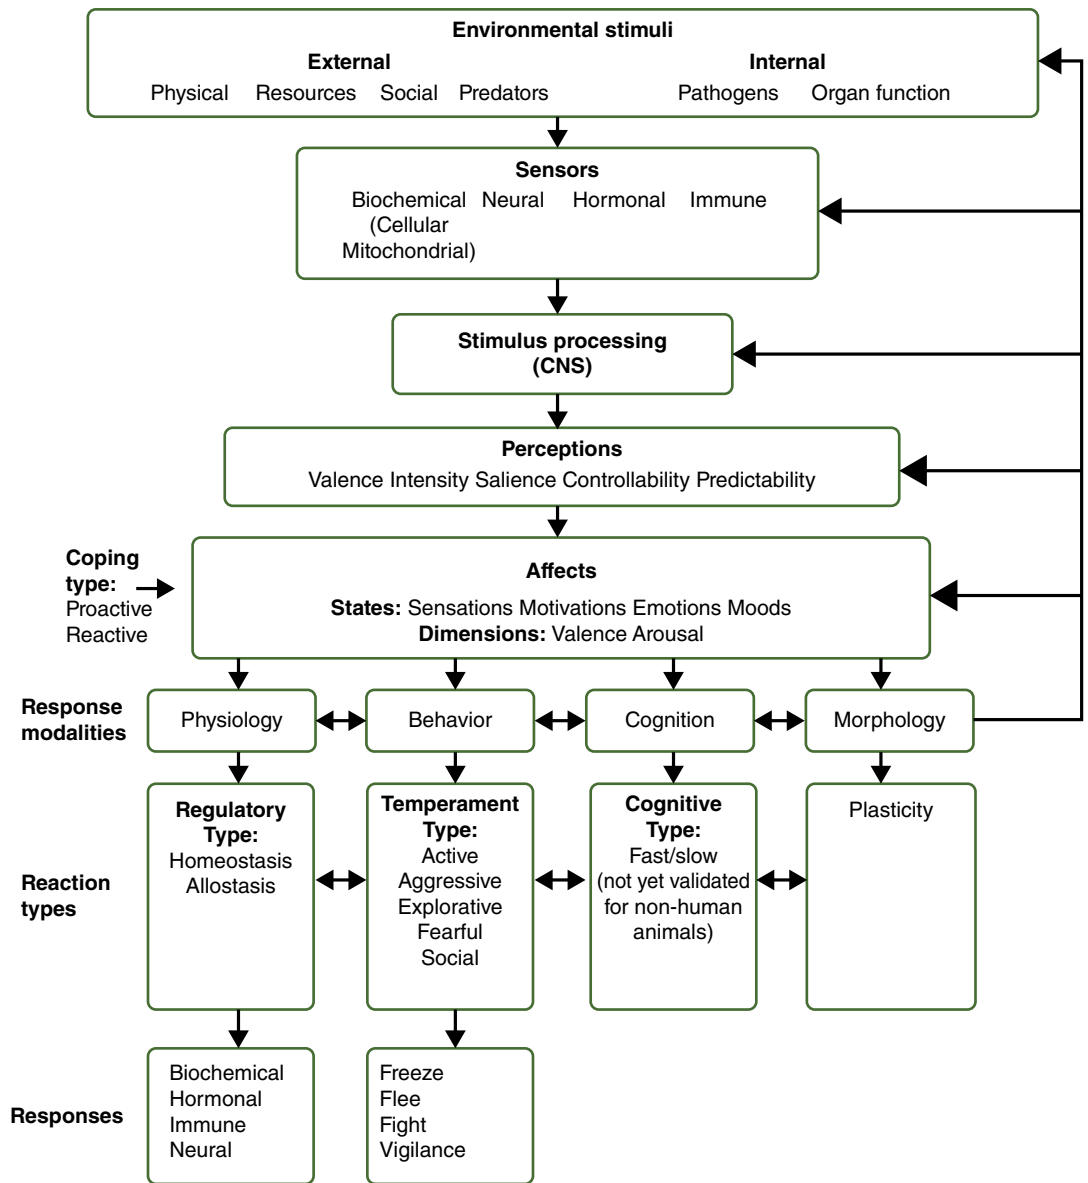 Environmental stimuli
External Internal
Physical Resources Social Predators Pathogens Organ function
Sensors
Biochemical Neural Hormonal Immune
(Cellular
Mitochondrial)
Stimulus processing
(CNS)
Perceptions
Valence Intensity Salience Controllability Predictability
Coping
type:
Proactive
Reactive
Affects
States: Sensations Motivations Emotions Moods
Dimensions: Valence Arousal
Response
modalities
Physiology
Behavior
Cognition
Morphology
Reaction
types
Regulatory
Type:
Homeostasis
Allostasis
Temperament
Type:
Active
Aggressive
Explorative
Fearful
Social
Cognitive
Type:
Fast/slow
(not yet validated
for non-human
animals)
Plasticity
Responses
Biochemical
Hormonal
Immune
Neural
Freeze
Flee
Fight
Vigilance